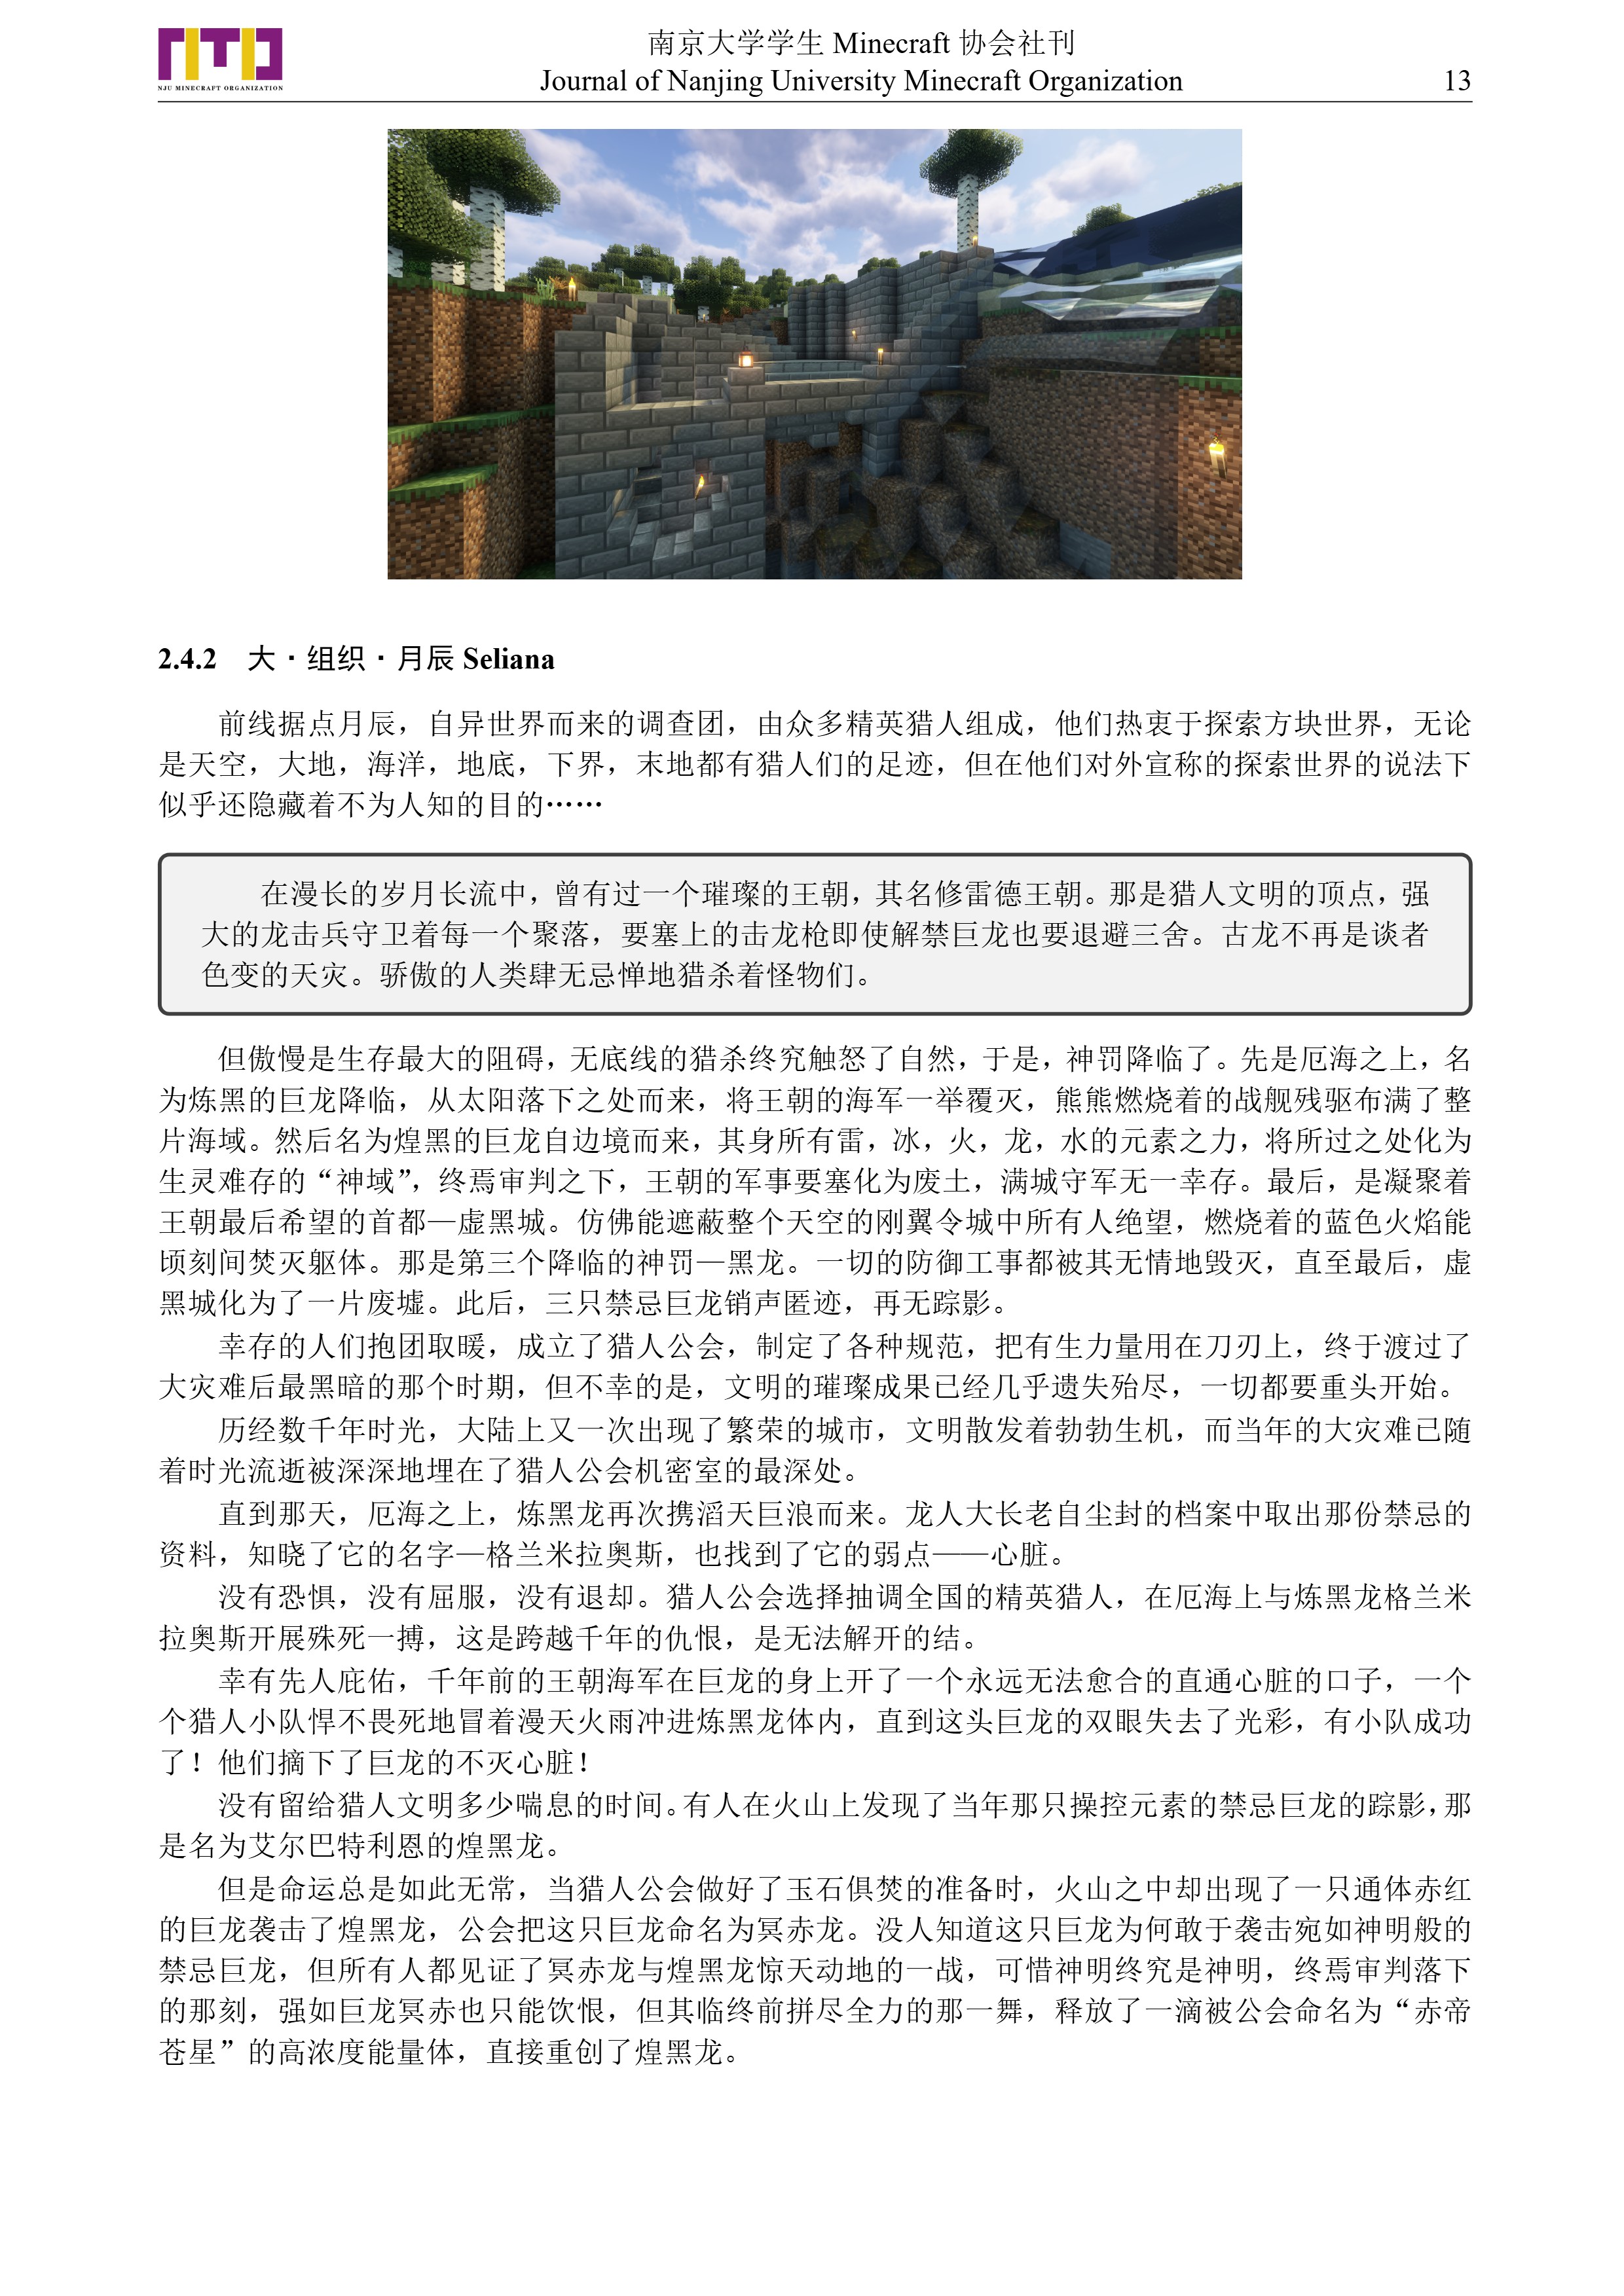 NJU MINECRAFT ORGANIZATION
南京大学学生 Minecraft 协会社刊
Journal of Nanjing University Minecraft Organization
13
2.4.2 大·组织·月辰 Seliana
前线据点月辰，自异世界而来的调查团，由众多精英猎人组成，他们热衷于探索方块世界，无论
是天空，大地，海洋，地底，下界，末地都有猎人们的足迹，但在他们对外宣称的探索世界的说法下
似乎还隐藏着不为人知的目的……
在漫长的岁月长流中，曾有过一个璀璨的王朝，其名修雷德王朝。那是猎人文明的顶点，强
大的龙击兵守卫着每一个聚落，要塞上的击龙枪即使解禁巨龙也要退避三舍。古龙不再是谈者
色变的天灾。骄傲的人类肆无忌惮地猎杀着怪物们。
但傲慢是生存最大的阻碍，无底线的猎杀终究触怒了自然，于是，神罚降临了。先是厄海之上，名
为炼黑的巨龙降临，从太阳落下之处而来，将王朝的海军一举覆灭，熊熊燃烧着的战舰残驱布满了整
片海域。然后名为煌黑的巨龙自边境而来，其身所有雷，冰，火，龙，水的元素之力，将所过之处化为
生灵难存的“神域”，终焉审判之下，王朝的军事要塞化为废土，满城守军无一幸存。最后，是凝聚着
王朝最后希望的首都—虚黑城。仿佛能遮蔽整个天空的刚翼令城中所有人绝望，燃烧着的蓝色火焰能
顷刻间焚灭躯体。那是第三个降临的神罚—黑龙。一切的防御工事都被其无情地毁灭，直至最后，虚
黑城化为了一片废墟。此后，三只禁忌巨龙销声匿迹，再无踪影。
幸存的人们抱团取暖，成立了猎人公会，制定了各种规范，把有生力量用在刀刃上，终于渡过了
大灾难后最黑暗的那个时期，但不幸的是，文明的璀璨成果已经几乎遗失殆尽，一切都要重头开始。
历经数千年时光，大陆上又一次出现了繁荣的城市，文明散发着勃勃生机，而当年的大灾难已随
着时光流逝被深深地埋在了猎人公会机密室的最深处。
直到那天，厄海之上，炼黑龙再次携滔天巨浪而来。龙人大长老自尘封的档案中取出那份禁忌的
资料，知晓了它的名字—格兰米拉奥斯，也找到了它的弱点——心脏。
没有恐惧，没有屈服，没有退却。猎人公会选择抽调全国的精英猎人，在厄海上与炼黑龙格兰米
拉奥斯开展殊死一搏，这是跨越千年的仇恨，是无法解开的结。
幸有先人庇佑，千年前的王朝海军在巨龙的身上开了一个永远无法愈合的直通心脏的口子，一个
个猎人小队悍不畏死地冒着漫天火雨冲进炼黑龙体内，直到这头巨龙的双眼失去了光彩，有小队成功
了！他们摘下了巨龙的不灭心脏！
没有留给猎人文明多少喘息的时间。有人在火山上发现了当年那只操控元素的禁忌巨龙的踪影，那
是名为艾尔巴特利恩的煌黑龙。
但是命运总是如此无常，当猎人公会做好了玉石俱焚的准备时，火山之中却出现了一只通体赤红
的巨龙袭击了煌黑龙，公会把这只巨龙命名为冥赤龙。没人知道这只巨龙为何敢于袭击宛如神明般的
禁忌巨龙，但所有人都见证了冥赤龙与煌黑龙惊天动地的一战，可惜神明终究是神明，终焉审判落下
的那刻，强如巨龙冥赤也只能饮恨，但其临终前拼尽全力的那一舞，释放了一滴被公会命名为“赤帝
苍星”的高浓度能量体，直接重创了煌黑龙。